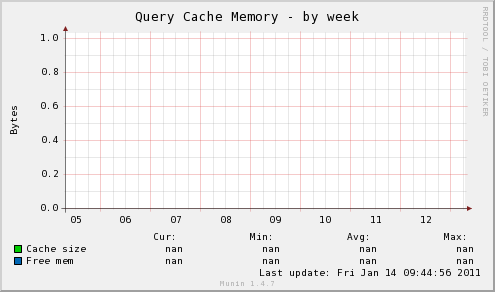 Query Cache Memory - by week
RRDTOOL / TOBI OETIKER
Bytes
1.0
0.8
0.6
0.4
0.2
0.0
05 06 07 08 09 10 11 12
Cur: Min: Avg: Max:
Cache size nan nan nan nan
Free mem nan nan nan nan
Last update: Fri Jan 14 09:44:56 2011
Munin 1.4.7